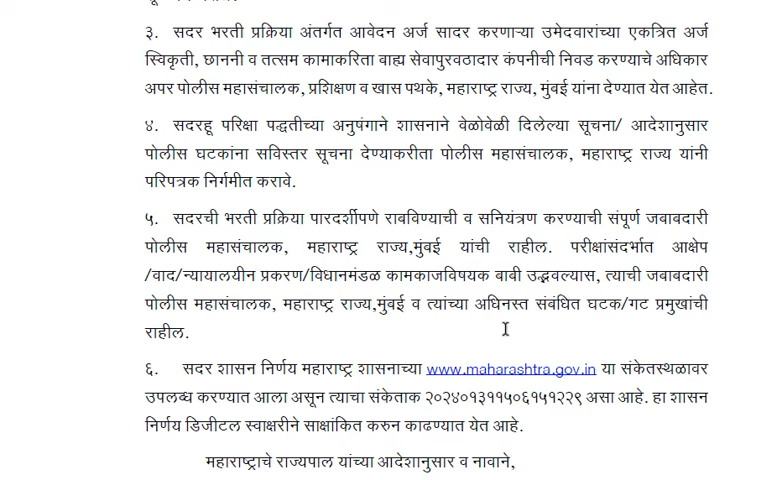 ३. सदर भरती प्रक्रिया अंतर्गत आवेदन अर्ज सादर करणाऱ्या उमेदवारांच्या एकत्रित अर्ज
स्विकृती, छाननी व तत्सम कामाकरिता बाह्य सेवापुरवठादार कंपनीची निवड करण्याचे अधिकार
अपर पोलीस महासंचालक, प्रशिक्षण व खास पथके, महाराष्ट्र राज्य, मुंबई यांना देण्यात येत आहेत.
४. सदरहू परिक्षा पद्धतीच्या अनुषंगाने शासनाने वेळोवेळी दिलेल्या सूचना/ आदेशानुसार
पोलीस घटकांना सविस्तर सूचना देण्याकरीता पोलीस महासंचालक, महाराष्ट्र राज्य यांनी
परिपत्रक निर्गमीत करावे.
५. सदरची भरती प्रक्रिया पारदर्शीपणे राबविण्याची व सनियंत्रण करण्याची संपूर्ण जबाबदारी
पोलीस महासंचालक, महाराष्ट्र राज्य,मुंबई यांची राहील. परीक्षांसंदर्भात आक्षेप
/वाद/न्यायालयीन प्रकरण/विधानमंडळ कामकाजविषयक बाबी उद्भवल्यास, त्याची जबाबदारी
पोलीस महासंचालक, महाराष्ट्र राज्य,मुंबई व त्यांच्या अधिनस्त संबंधित घटक/गट प्रमुखांची
राहील.
६. सदर शासन निर्णय महाराष्ट्र शासनाच्या www.maharashtra.gov.in या संकेतस्थळावर
उपलब्ध करण्यात आला असून त्याचा संकेताक २०२४०१३११५०६१५१२२९ असा आहे. हा शासन
निर्णय डिजीटल स्वाक्षरीने साक्षांकित करुन काढण्यात येत आहे.
महाराष्ट्राचे राज्यपाल यांच्या आदेशानुसार व नावाने,